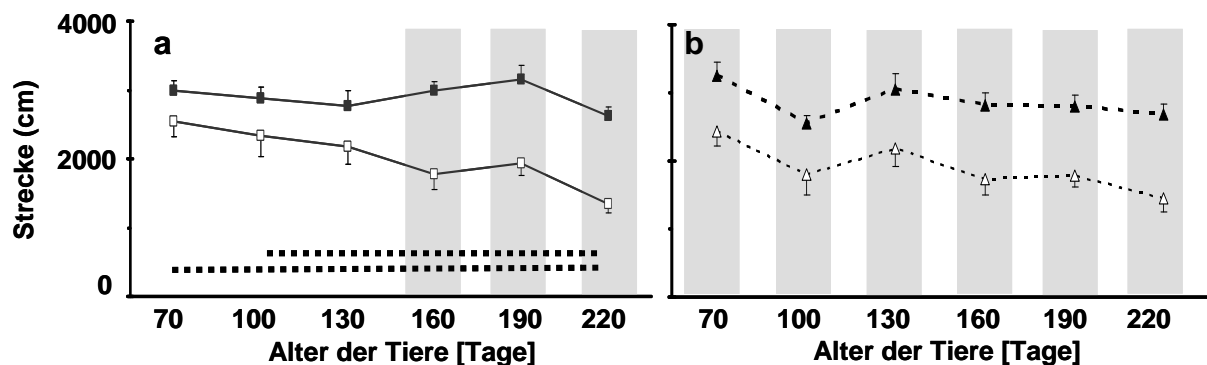 4000
a
b
Strecke (cm)
2000
0
70 100 130 160 190 220
70 100 130 160 190 220
Alter der Tiere [Tage]
Alter der Tiere [Tage]